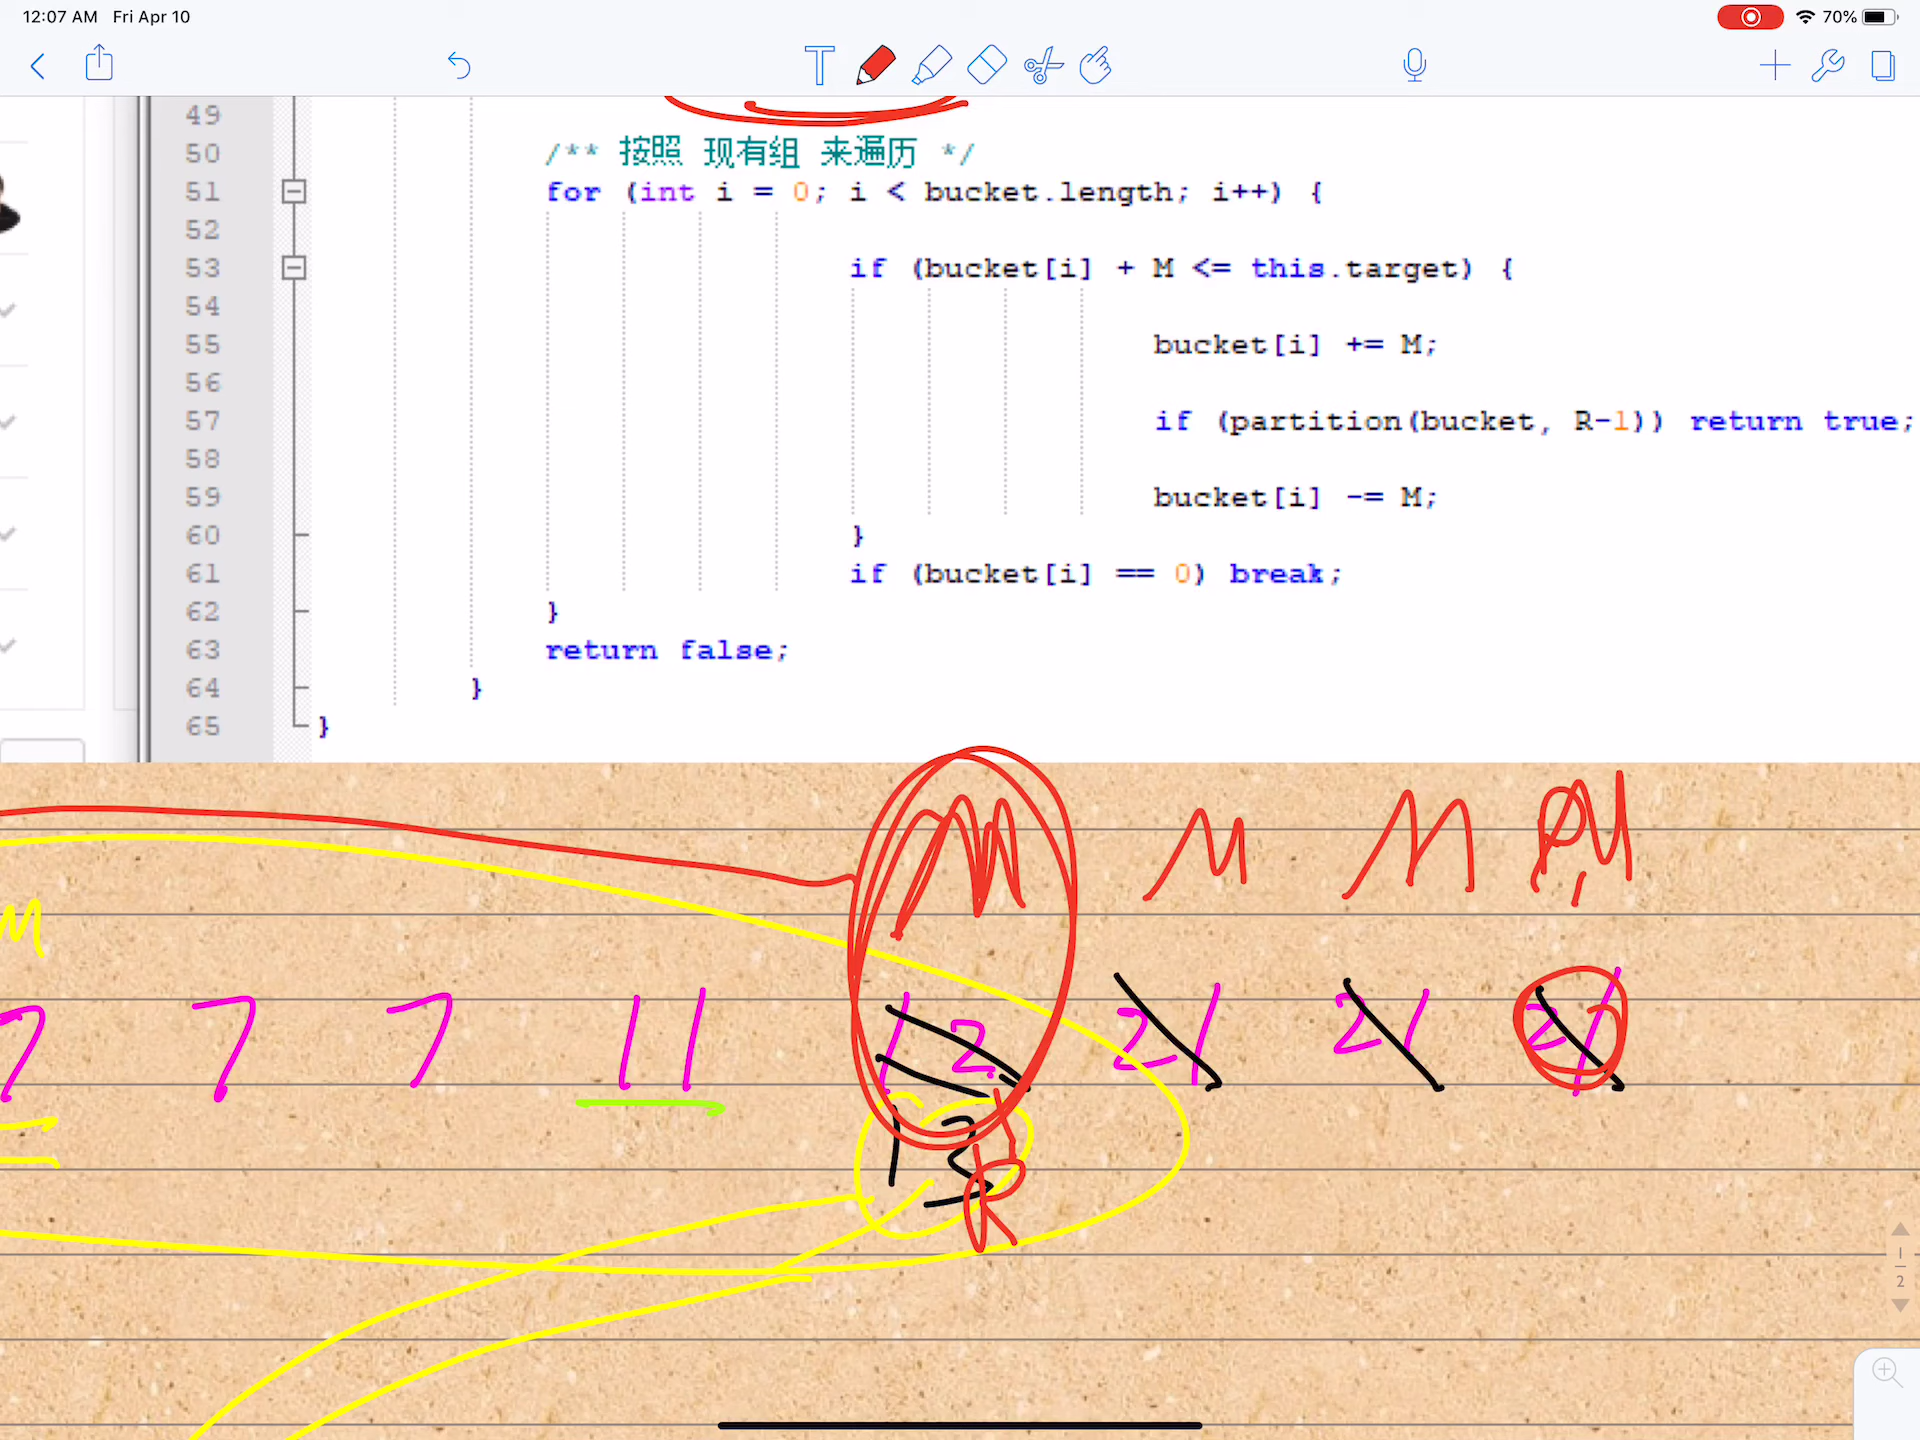 12:07 AM Fri Apr 10 70%
49
50 /** 按照 现有组 来遍历 */
51 for (int i = 0; i < bucket.length; i++) {
52
53 if (bucket[i] + M <= this.target) {
54
55 bucket[i] += M;
56
57 if (partition(bucket, R-1)) return true;
58
59 bucket[i] -= M;
60 }
61 if (bucket[i] == 0) break;
62 }
63 return false;
64 }
65 }
M M M
M
7 7 7 11 12 21 21
13 R
1
2